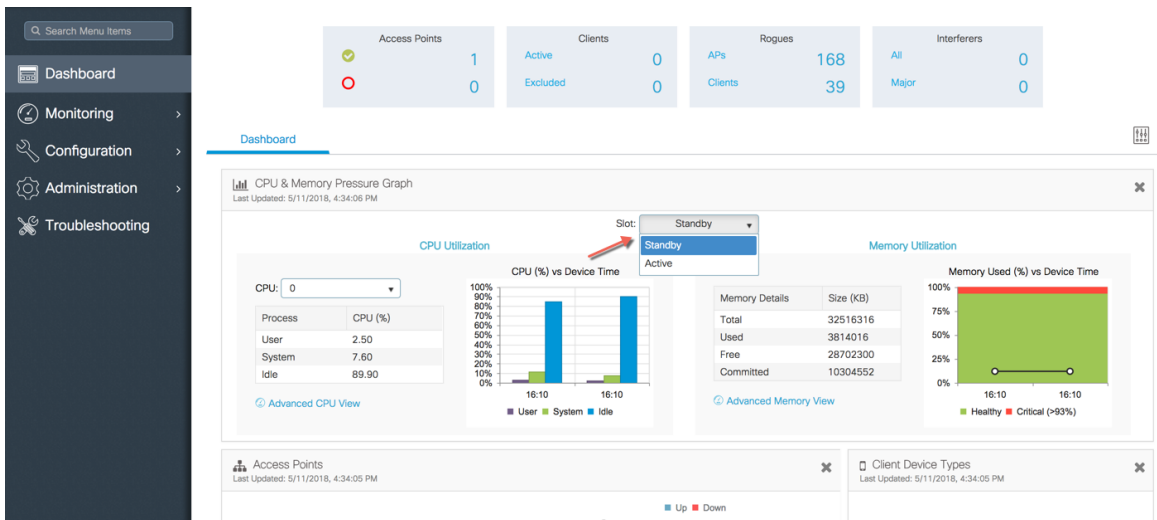 Search Menu Items
Dashboard
Monitoring
Configuration
Administration
Troubleshooting
Access Points
1
0
Clients
Active 0
Excluded 0
Rogues
APs 168
Clients 39
Interferers
All 0
Major 0
Dashboard
CPU & Memory Pressure Graph
Last Updated: 5/11/2018, 4:34:06 PM
Slot: Standby
Standby
Active
CPU Utilization
CPU: 0
Process CPU (%)
User 2.50
System 7.60
Idle 89.90
Advanced CPU View
CPU (%) vs Device Time
100%
90%
80%
70%
60%
50%
40%
30%
20%
10%
0%
16:10 16:10
User System Idle
Memory Utilization
Memory Details Size (KB)
Total 32516316
Used 3814016
Free 28702300
Committed 10304552
Advanced Memory View
Memory Used (%) vs Device Time
100%
75%
50%
25%
0%
16:10 16:10
Healthy Critical (>93%)
Access Points
Last Updated: 5/11/2018, 4:34:05 PM
Up Down
Client Device Types
Last Updated: 5/11/2018, 4:34:05 PM